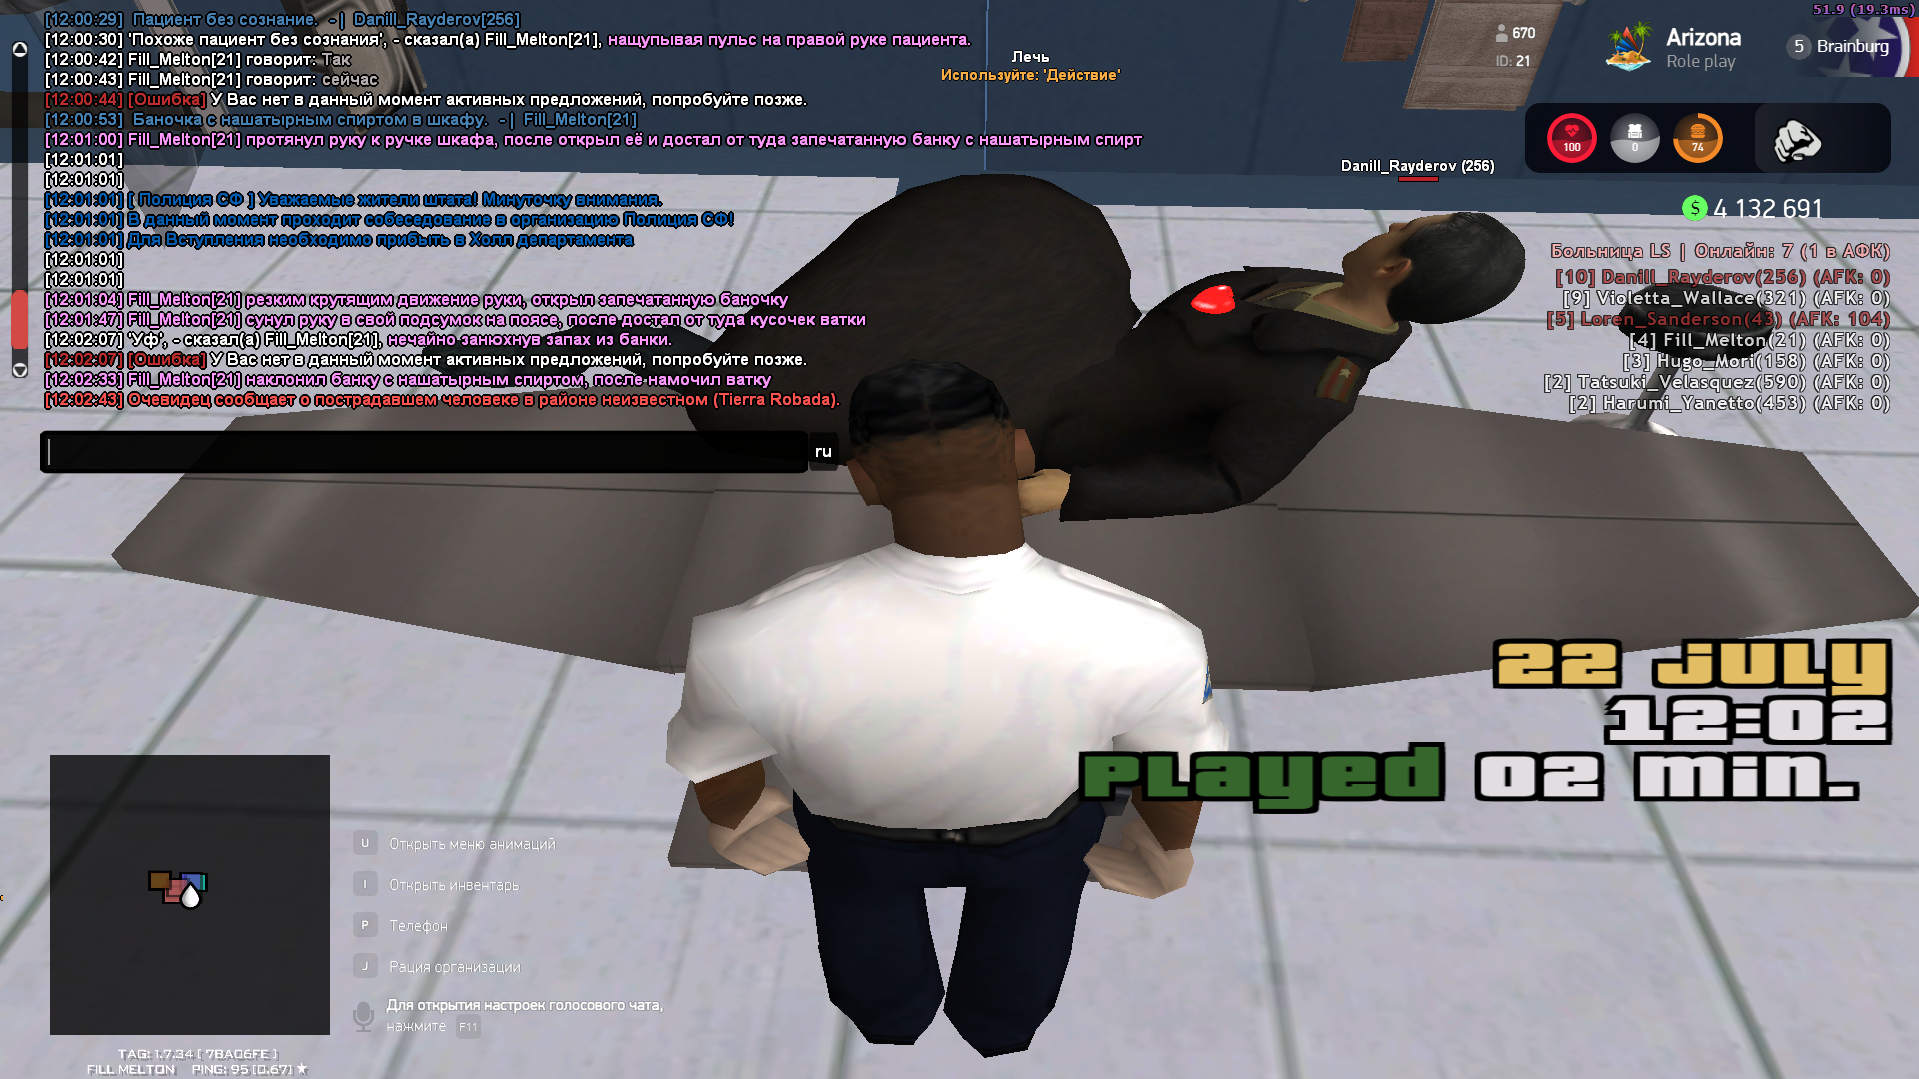 51.9 (19.3ms)
[12:00:29] Пациент без сознания. - | Danill_Rayderov[256]
[12:00:30] 'Похоже пациент без сознания', - сказал(а) Fill_Melton[21], нащупывая пульс на правой руке пациента.
[12:00:42] Fill_Melton[21] говорит: Так
[12:00:43] Fill_Melton[21] говорит: сейчас
[12:00:44] [Ошибка] У Вас нет в данный момент активных предложений, попробуйте позже.
[12:00:53] Баночка с нашатырным спиртом в шкафу. - | Fill_Melton[21]
[12:01:00] Fill_Melton[21] протянул руку к ручке шкафа, после открыл её и достал от туда запечатанную банку с нашатырным спирт
[12:01:01]
[12:01:01]
[12:01:01] [ Полиция СФ ] Уважаемые жители штата! Минуточку внимания.
[12:01:01] В данный момент проходит собеседование в организацию Полиция СФ!
[12:01:01] Для Вступления необходимо прибыть в Холл департамента
[12:01:01]
[12:01:01]
[12:01:04] Fill_Melton[21] резким крутящим движение руки, открыл запечатанную баночку
[12:01:47] Fill_Melton[21] сунул руку в свой подсумок на поясе, после достал от туда кусочек ватки
[12:02:07] 'Уф', - сказал(а) Fill_Melton[21], нечайно занюхнув запах из банки.
[12:02:07] [Ошибка] У Вас нет в данный момент активных предложений, попробуйте позже.
[12:02:33] Fill_Melton[21] наклонил банку с нашатырным спиртом, после намочил ватку
[12:02:43] Очевидец сообщает о пострадавшем человеке в районе неизвестном (Tierra Robada).
ru
Лечь
Используйте: 'Действие'
Danill_Rayderov (256)
670
ID: 21
Arizona
Role play
5 Brainburg
100
0
74
$ 4 132 691
Больница LS | Онлайн: 7 (1 в АФК)
[10] Danill_Rayderov(256) (AFK: 0)
[9] Violetta_Wallace(321) (AFK: 0)
[5] Loren_Sanderson(43) (AFK: 104)
[4] Fill_Melton(21) (AFK: 0)
[3] Hugo_Mori(158) (AFK: 0)
[2] Tatsuki_Velasquez(590) (AFK: 0)
[2] Harumi_Yanetto(453) (AFK: 0)
22 July
12:02
Played 02 min.
U Открыть меню анимаций
I Открыть инвентарь
P Телефон
J Рация организации
Для открытия настроек голосового чата,
нажмите F11
TAG: 1.7.34 [ 7BA06FE ]
FILL MELTON PING: 95 [0.67] ★